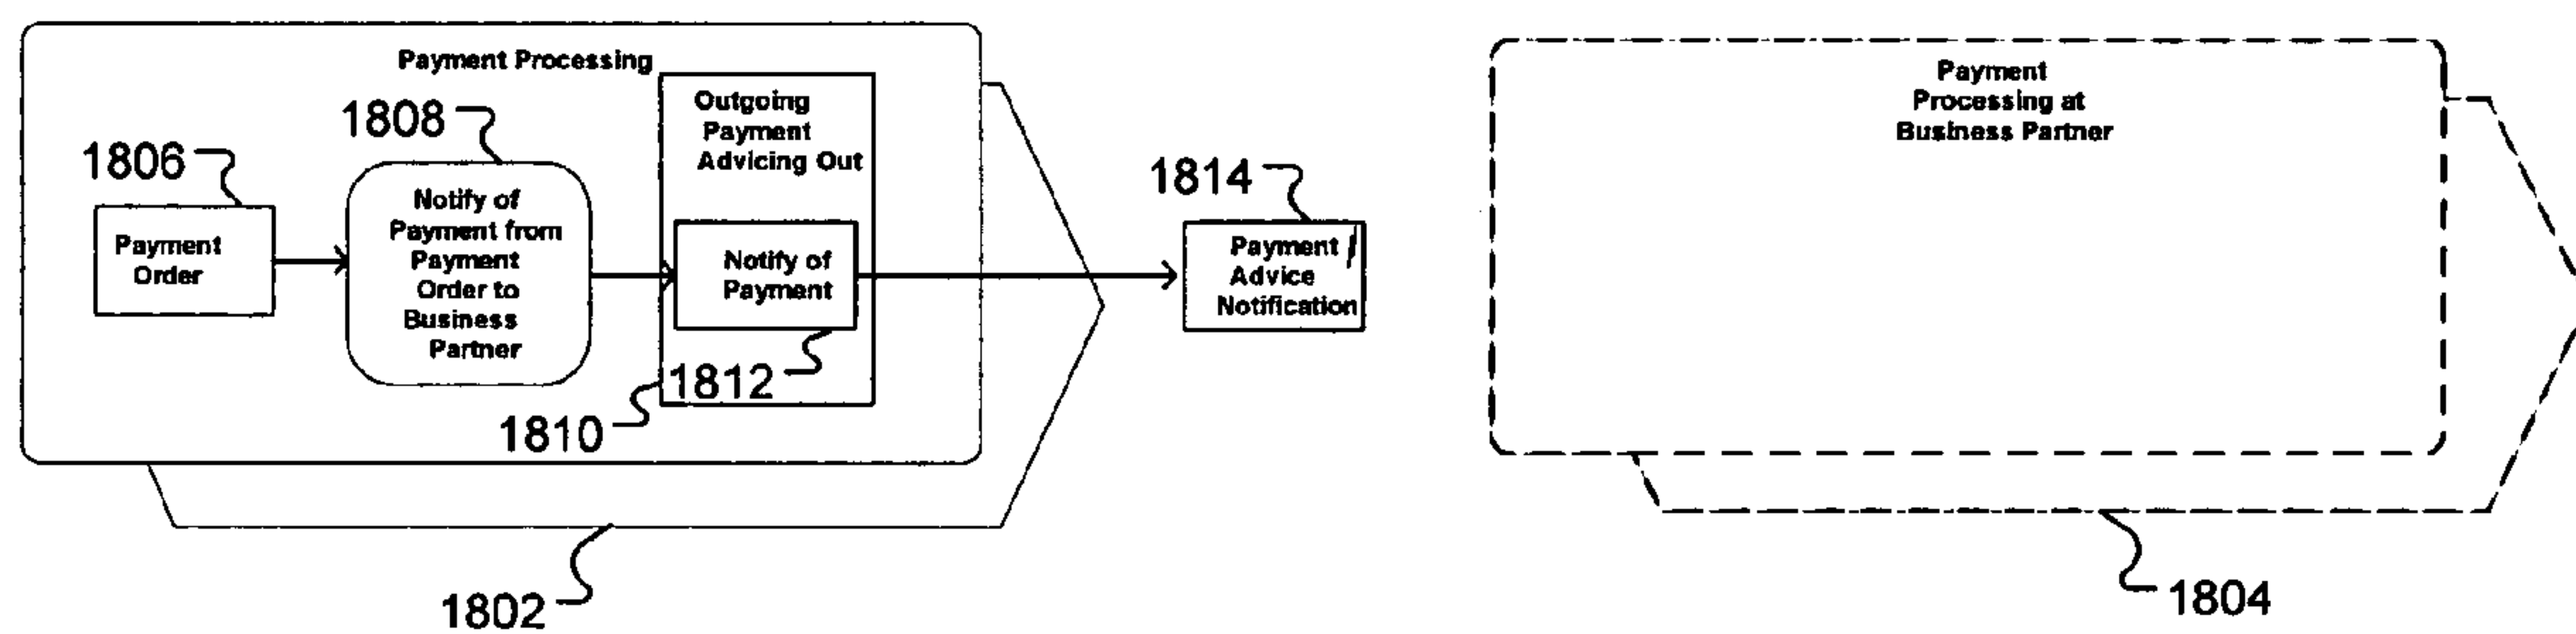 Payment Processing
1808
1806
Payment
Order
Notify of
Payment from
Payment
Order to
Business
Partner
Outgoing
Payment
Advicing Out
Notify of
Payment
1812
1810
1802
1814
Payment
Advice
Notification
Payment
Processing at
Business Partner
1804